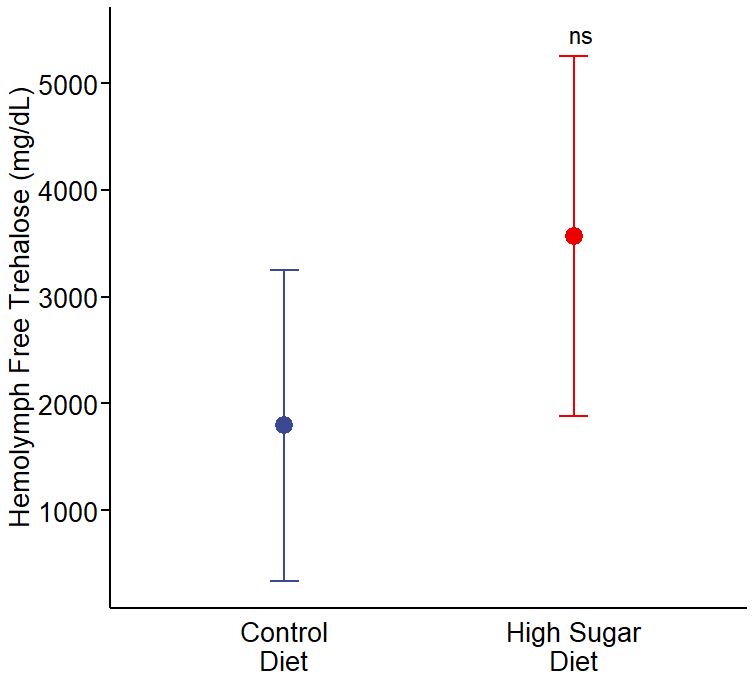 ns
Hemolymph Free Trehalose (mg/dL)
5000
4000
3000
2000
1000
Control
Diet
High Sugar
Diet